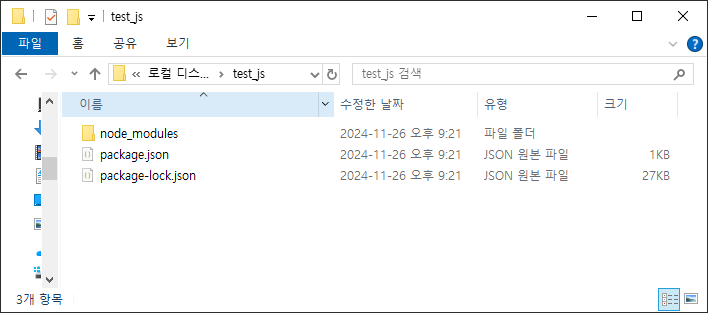 test_js
파일 홈 공유 보기
« 로컬 디스... > test_js
test_js 검색
이름 수정한 날짜 유형 크기
node_modules 2024-11-26 오후 9:21 파일 폴더
package.json 2024-11-26 오후 9:21 JSON 원본 파일 1KB
package-lock.json 2024-11-26 오후 9:21 JSON 원본 파일 27KB
3개 항목